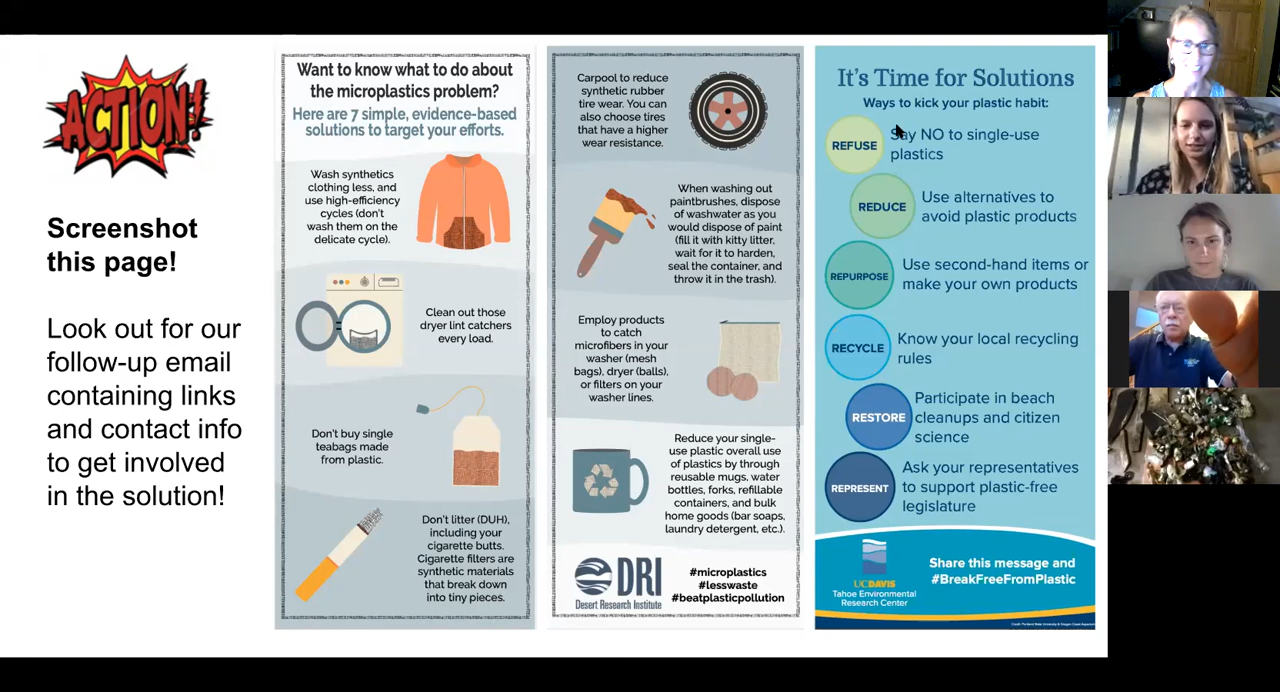 ACTION!
Screenshot
this page!
Look out for our
follow-up email
containing links
and contact info
to get involved
in the solution!
Want to know what to do about
the microplastics problem?
Here are 7 simple, evidence-based
solutions to target your efforts.
Wash synthetics
clothing less, and
use high-efficiency
cycles (don't
wash them on the
delicate cycle).
Clean out those
dryer lint catchers
every load.
Don't buy single
teabags made
from plastic.
Don't litter (DUH),
including your
cigarette butts.
Cigarette filters are
synthetic materials
that break down
into tiny pieces.
Carpool to reduce
synthetic rubber
tire wear. You can
also choose tires
that have a higher
wear resistance.
When washing out
paintbrushes, dispose
of washwater as you
would dispose of paint
(fill it with kitty litter,
wait for it to harden,
seal the container, and
throw it in the trash).
Employ products
to catch
microfibers in your
washer (mesh
bags), dryer (balls),
or filters on your
washer lines.
Reduce your single-
use plastic overall use
of plastics by through
reusable mugs, water
bottles, forks, refillable
containers, and bulk
home goods (bar soaps,
laundry detergent, etc.).
DRI
Desert Research Institute
#microplastics
#lesswaste
#beatplasticpollution
It's Time for Solutions
Ways to kick your plastic habit:
REFUSE
Say NO to single-use
plastics
REDUCE
Use alternatives to
avoid plastic products
REPURPOSE
Use second-hand items or
make your own products
RECYCLE
Know your local recycling
rules
RESTORE
Participate in beach
cleanups and citizen
science
REPRESENT
Ask your representatives
to support plastic-free
legislature
UCDAVIS
Tahoe Environmental
Research Center
Share this message and
#BreakFreeFromPlastic
Credit: Portland State University & Oregon Coast Aquarium